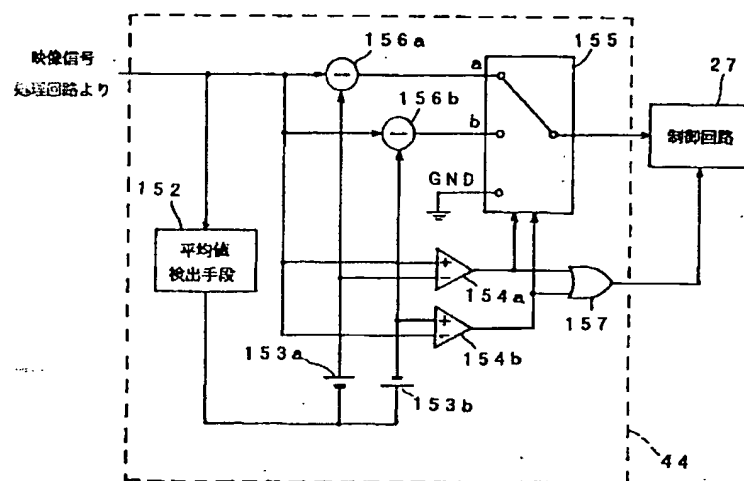 映像信号
処理回路より
156a
155
a
27
156b
b
制御回路
GND
152
平均値
検出手段
+
-
154a
157
+
-
154b
153a
153b
44